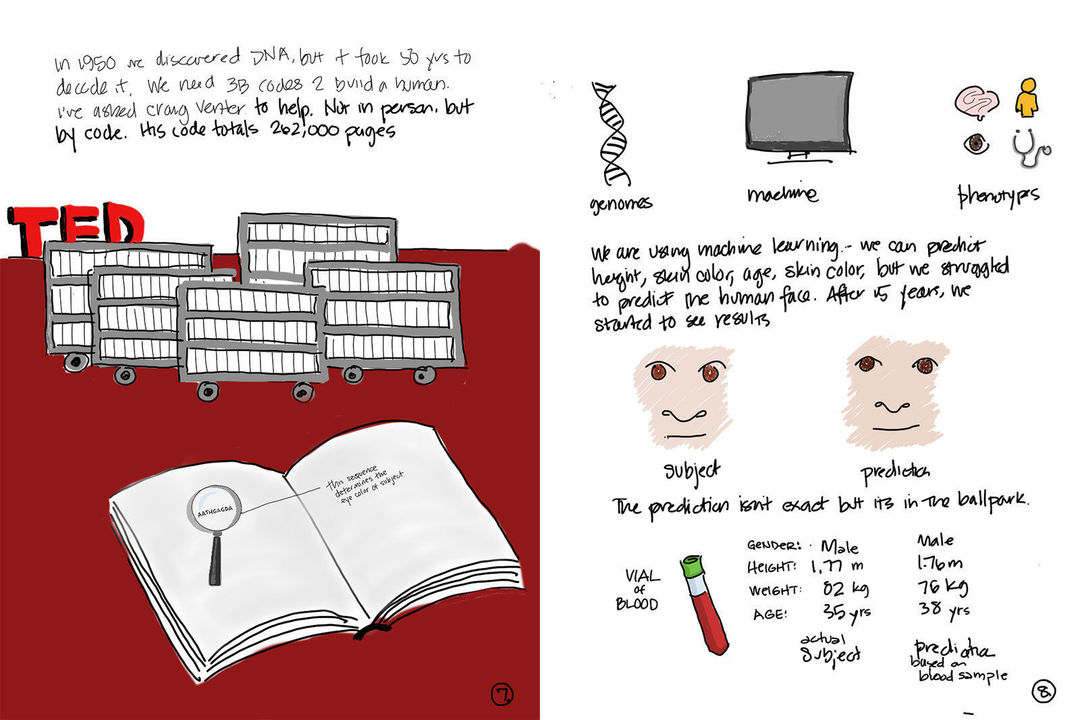 In 1950 we discovered DNA, but it took 50 yrs to
decode it. We need 3B codes 2 build a human.
I've asked Craig Venter to help. Not in person, but
by code. His code totals 262,000 pages
TED
AATHGAGDA
this sequence
determines the
eye color of subject
7.
genomes
machine
phenotypes
We are using machine learning - we can predict
height, skin color, age, skin color, but we struggled
to predict the human face. After 15 years, we
started to see results
subject
prediction
The prediction isn't exact but its in the ballpark.
VIAL
of
BLOOD
GENDER: Male Male
HEIGHT: 1.77 m 1.76 m
WEIGHT: 82 kg 76 kg
AGE: 35 yrs 38 yrs
actual
subject
prediction
based on
blood sample
8.